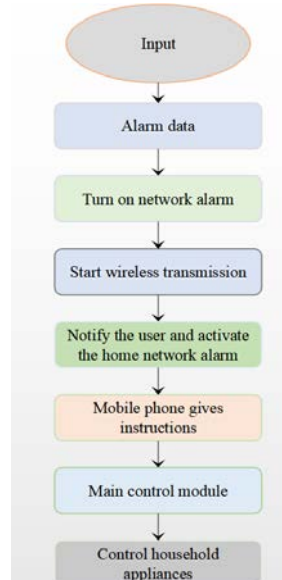 Input
Alarm data
Turn on network alarm
Start wireless transmission
Notify the user and activate
the home network alarm
Mobile phone gives
instructions
Main control module
Control household
appliances